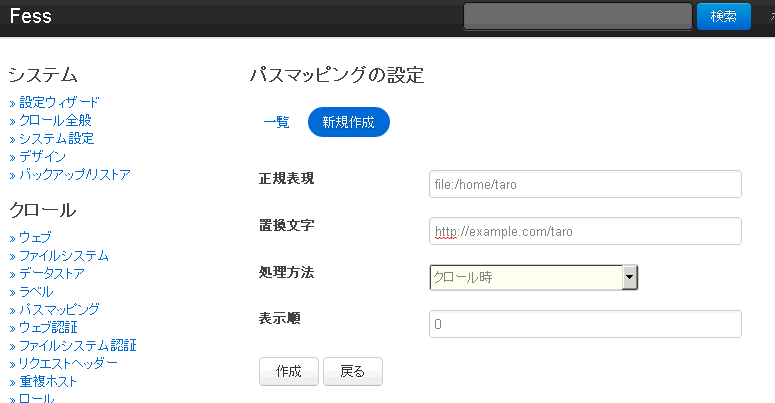 Fess
検索
システム
» 設定ウィザード
» クロール全般
» システム設定
» デザイン
» バックアップ/リストア
クロール
» ウェブ
» ファイルシステム
» データストア
» ラベル
» パスマッピング
» ウェブ認証
» ファイルシステム認証
» リクエストヘッダー
» 重複ホスト
» ロール
パスマッピングの設定
一覧
新規作成
正規表現
file:/home/taro
置換文字
http://example.com/taro
処理方法
クロール時
表示順
0
作成
戻る